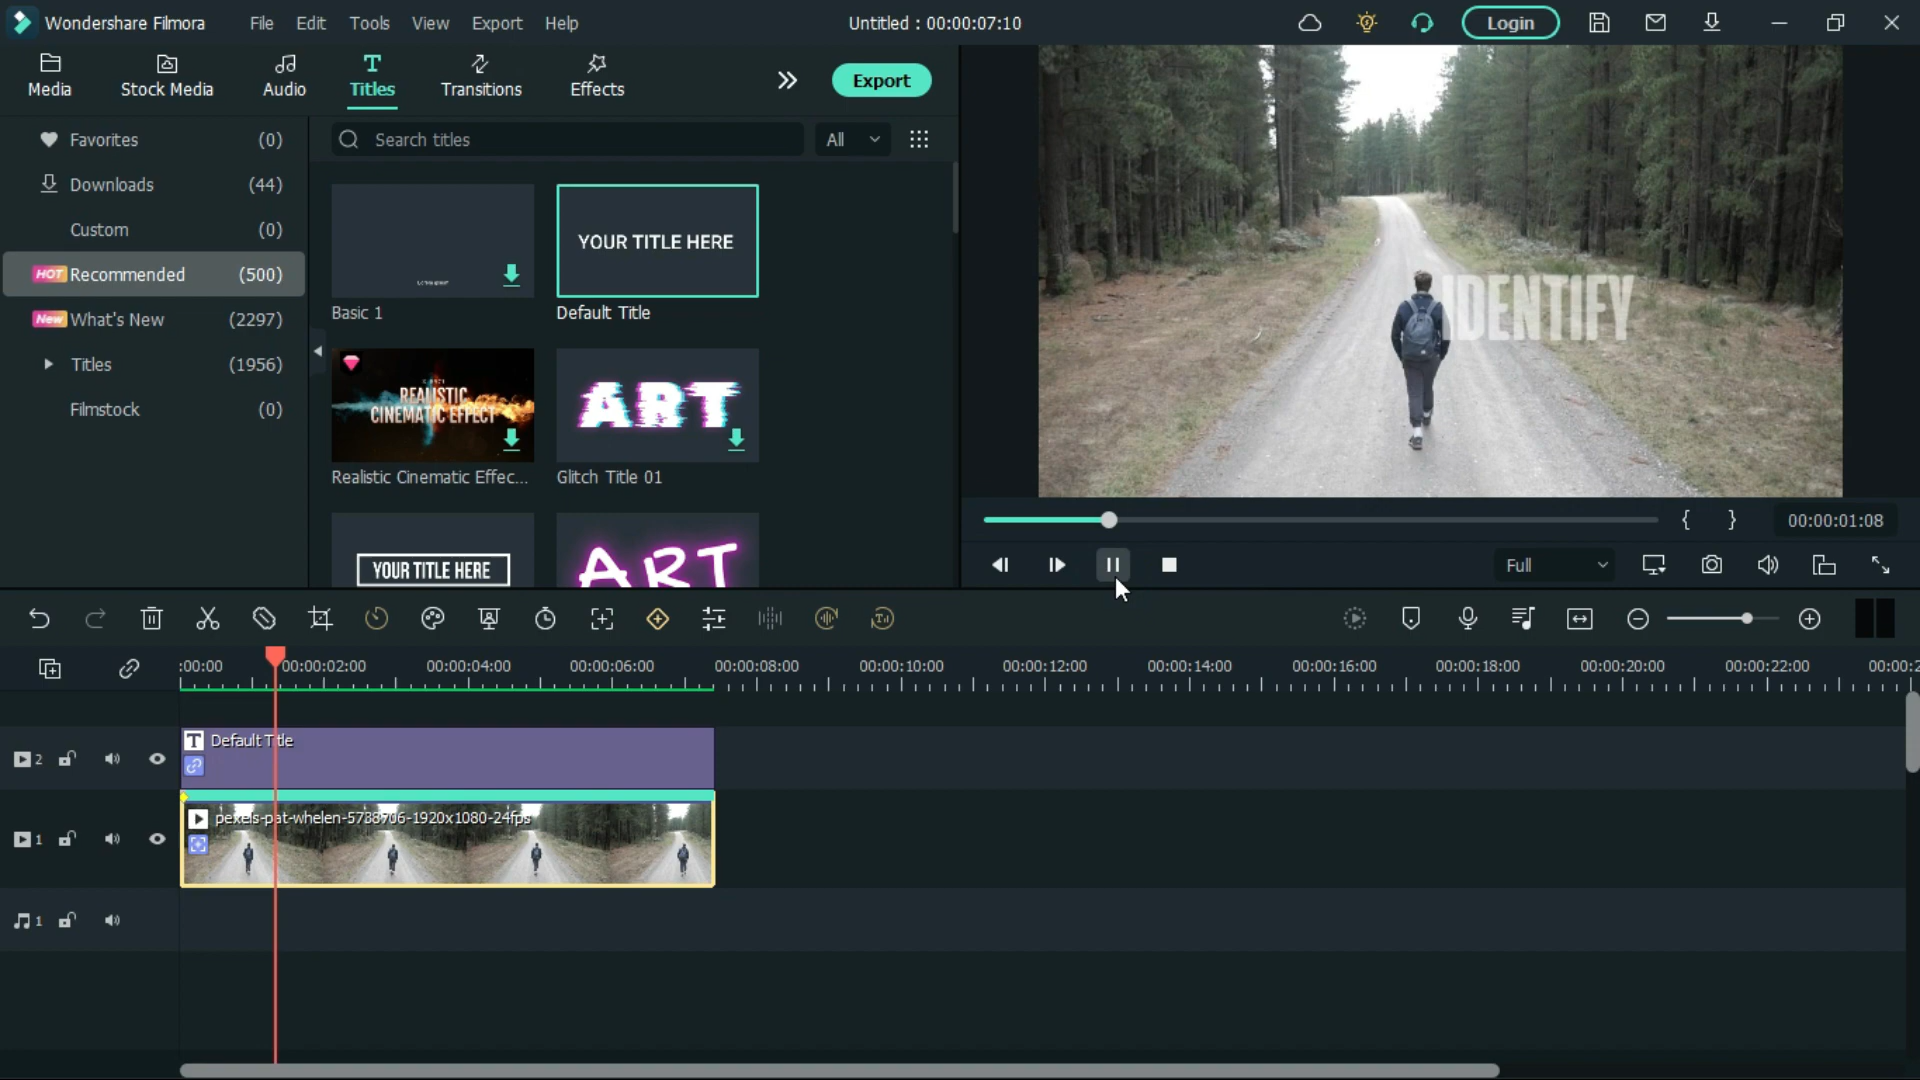 Wondershare Filmora
File Edit Tools View Export Help
Untitled : 00:00:07:10
Login
Media
Stock Media
Audio
T
Titles
Transitions
Effects
Export
Favorites (0)
Downloads (44)
Custom (0)
HOT Recommended (500)
New What's New (2297)
Titles (1956)
Filmstock (0)
Search titles
All
Basic 1
YOUR TITLE HERE
Default Title
REALISTIC
CINEMATIC EFFECT
Realistic Cinematic Effec...
ART
Glitch Title 01
YOUR TITLE HERE
ART
IDENTIFY
{ } 00:00:01:08
Full
:00:00 00:00:02:00 00:00:04:00 00:00:06:00 00:00:08:00 00:00:10:00 00:00:12:00 00:00:14:00 00:00:16:00 00:00:18:00 00:00:20:00 00:00:22:00 00:00:2
2
T Default Title
1
pexels-pat-whelen-5738706-1920x1080-24fps
1